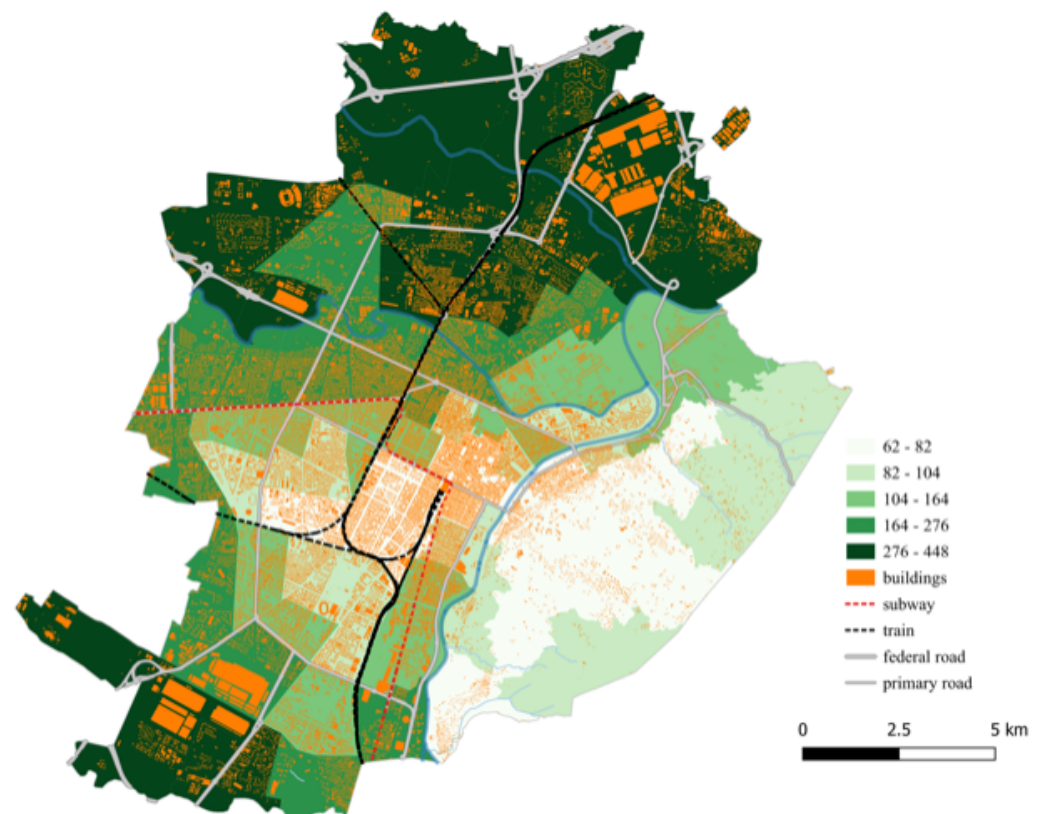 62 - 82
82 - 104
104 - 164
164 - 276
276 - 448
buildings
subway
train
federal road
primary road
0 2.5 5 km